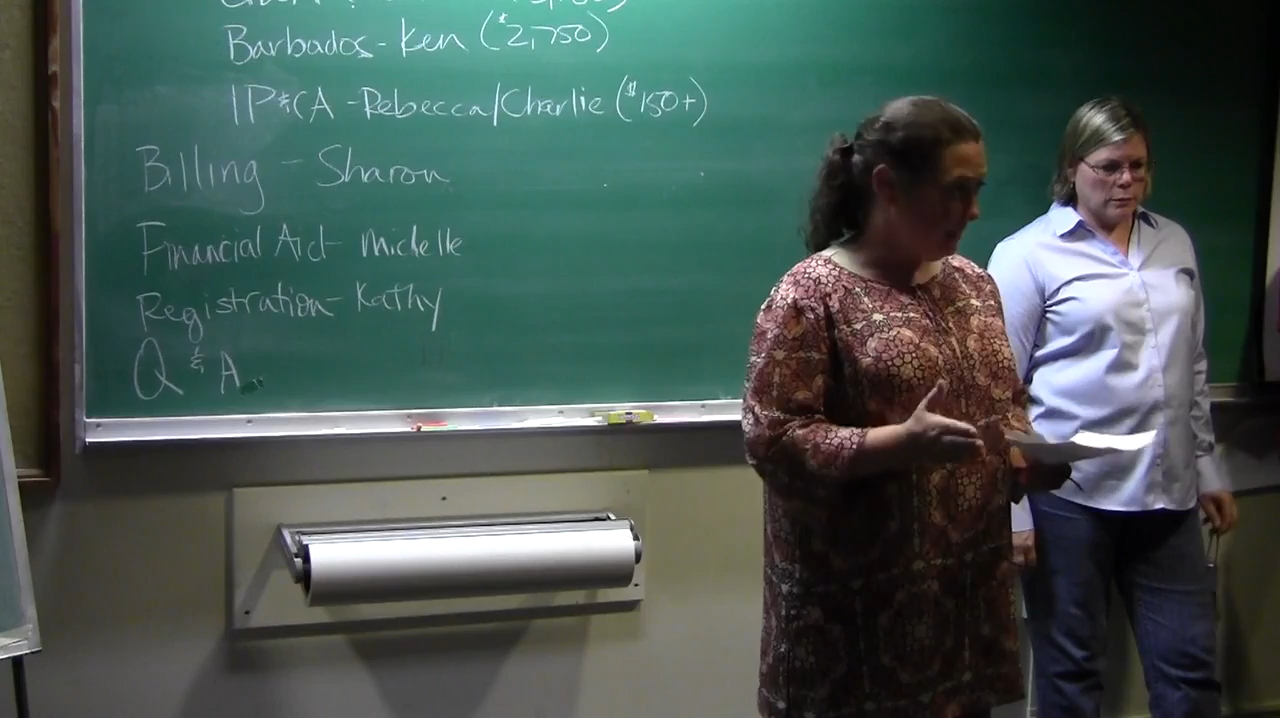 Barbados - Ken ($2,750)
IP*CA - Rebecca/Charlie ($150+)
Billing - Sharon
Financial Aid - Michelle
Registration - Kathy
Q & A